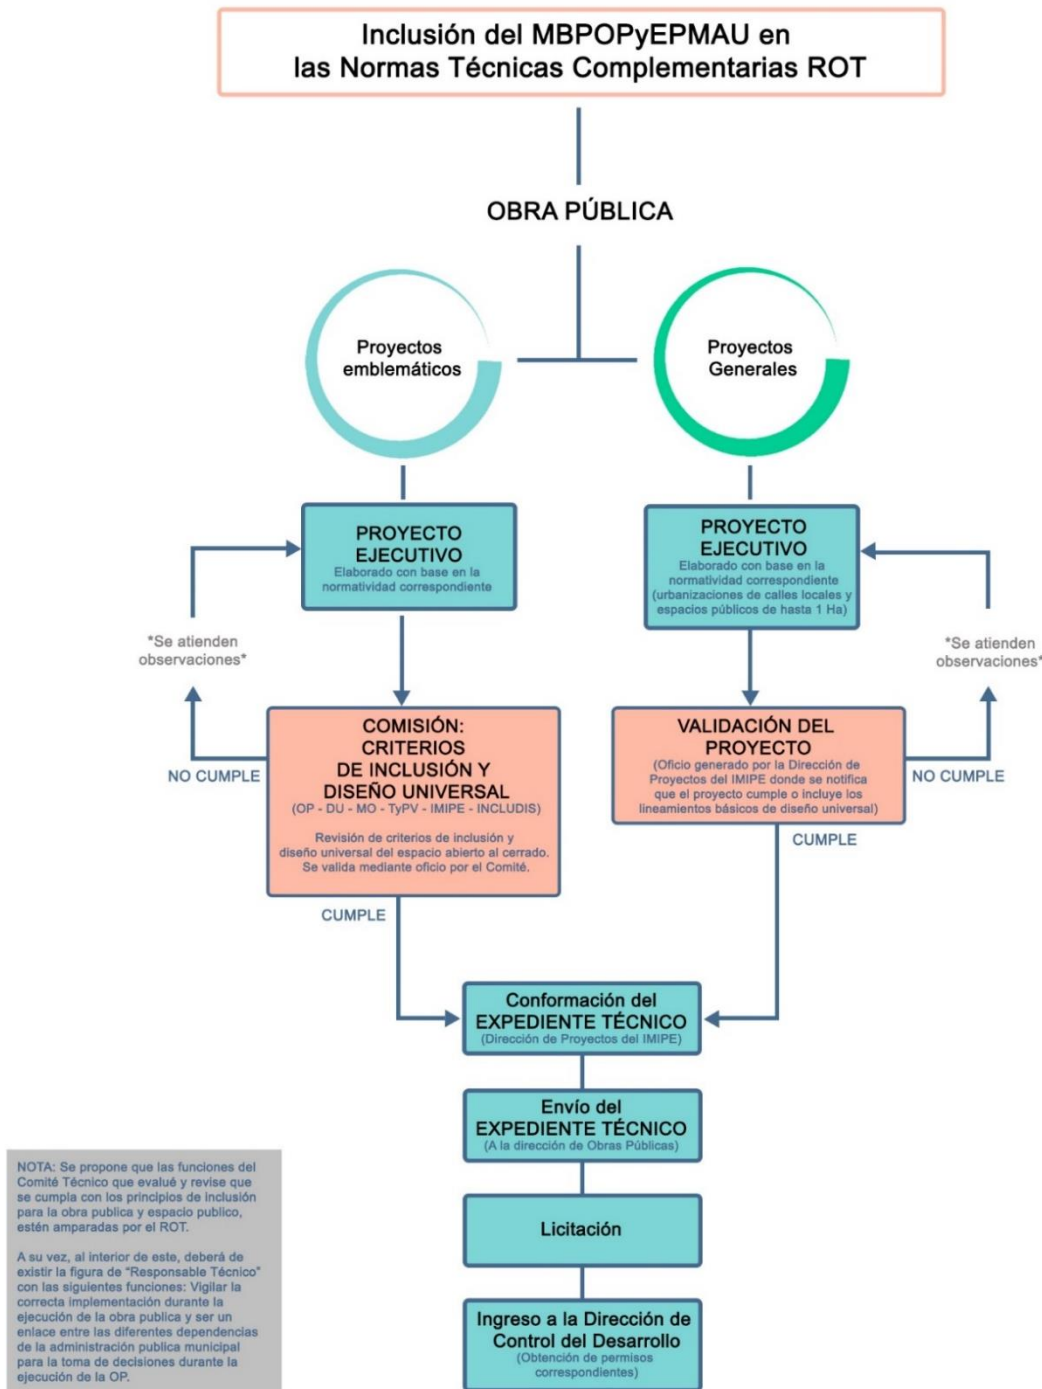 Inclusión del MBPOPyEPMAU en
las Normas Técnicas Complementarias ROT
OBRA PÚBLICA
Proyectos
emblemáticos
Proyectos
Generales
PROYECTO
EJECUTIVO
Elaborado con base en la
normatividad correspondiente
PROYECTO
EJECUTIVO
Elaborado con base en la
normatividad correspondiente
(urbanizaciones de calles locales y
espacios públicos de hasta 1 Ha)
*Se atienden
observaciones*
*Se atienden
observaciones*
COMISIÓN:
CRITERIOS
DE INCLUSIÓN Y
DISEÑO UNIVERSAL
(OP - DU - MO - TyPV - IMIPE - INCLUDIS)
Revisión de criterios de inclusión y
diseño universal del espacio abierto al cerrado.
Se valida mediante oficio por el Comité.
NO CUMPLE
VALIDACIÓN DEL
PROYECTO
(Oficio generado por la Dirección de
Proyectos del IMIPE donde se notifica
que el proyecto cumple o incluye los
lineamientos básicos de diseño universal)
NO CUMPLE
CUMPLE
CUMPLE
Conformación del
EXPEDIENTE TÉCNICO
(Dirección de Proyectos del IMIPE)
Envío del
EXPEDIENTE TÉCNICO
(A la dirección de Obras Públicas)
Licitación
Ingreso a la Dirección de
Control del Desarrollo
(Obtención de permisos
correspondientes)
NOTA: Se propone que las funciones del
Comité Técnico que evalué y revise que
se cumpla con los principios de inclusión
para la obra publica y espacio publico,
estén amparadas por el ROT.
A su vez, al interior de este, deberá de
existir la figura de “Responsable Técnico”
con las siguientes funciones: Vigilar la
correcta implementación durante la
ejecución de la obra publica y ser un
enlace entre las diferentes dependencias
de la administración publica municipal
para la toma de decisiones durante la
ejecución de la OP.